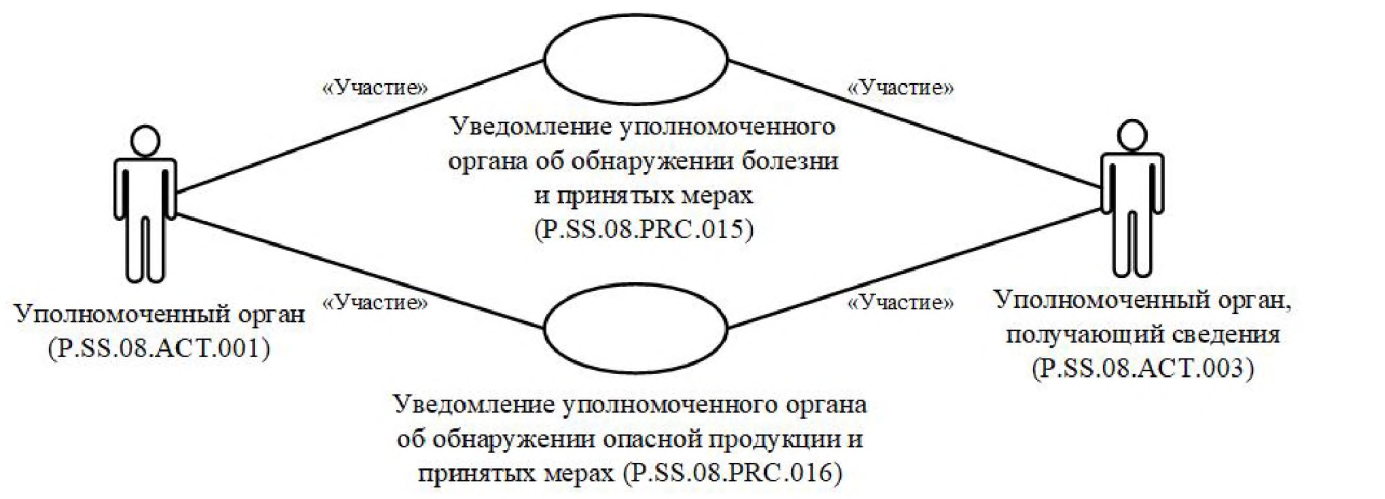 «Участие»
«Участие»
Уведомление уполномоченного
органа об обнаружении болезни
и принятых мерах
(P.SS.08.PRC.015)
Уполномоченный орган
(P.SS.08.ACT.001)
«Участие»
«Участие»
Уполномоченный орган,
получающий сведения
(P.SS.08.ACT.003)
Уведомление уполномоченного органа
об обнаружении опасной продукции и
принятых мерах (P.SS.08.PRC.016)